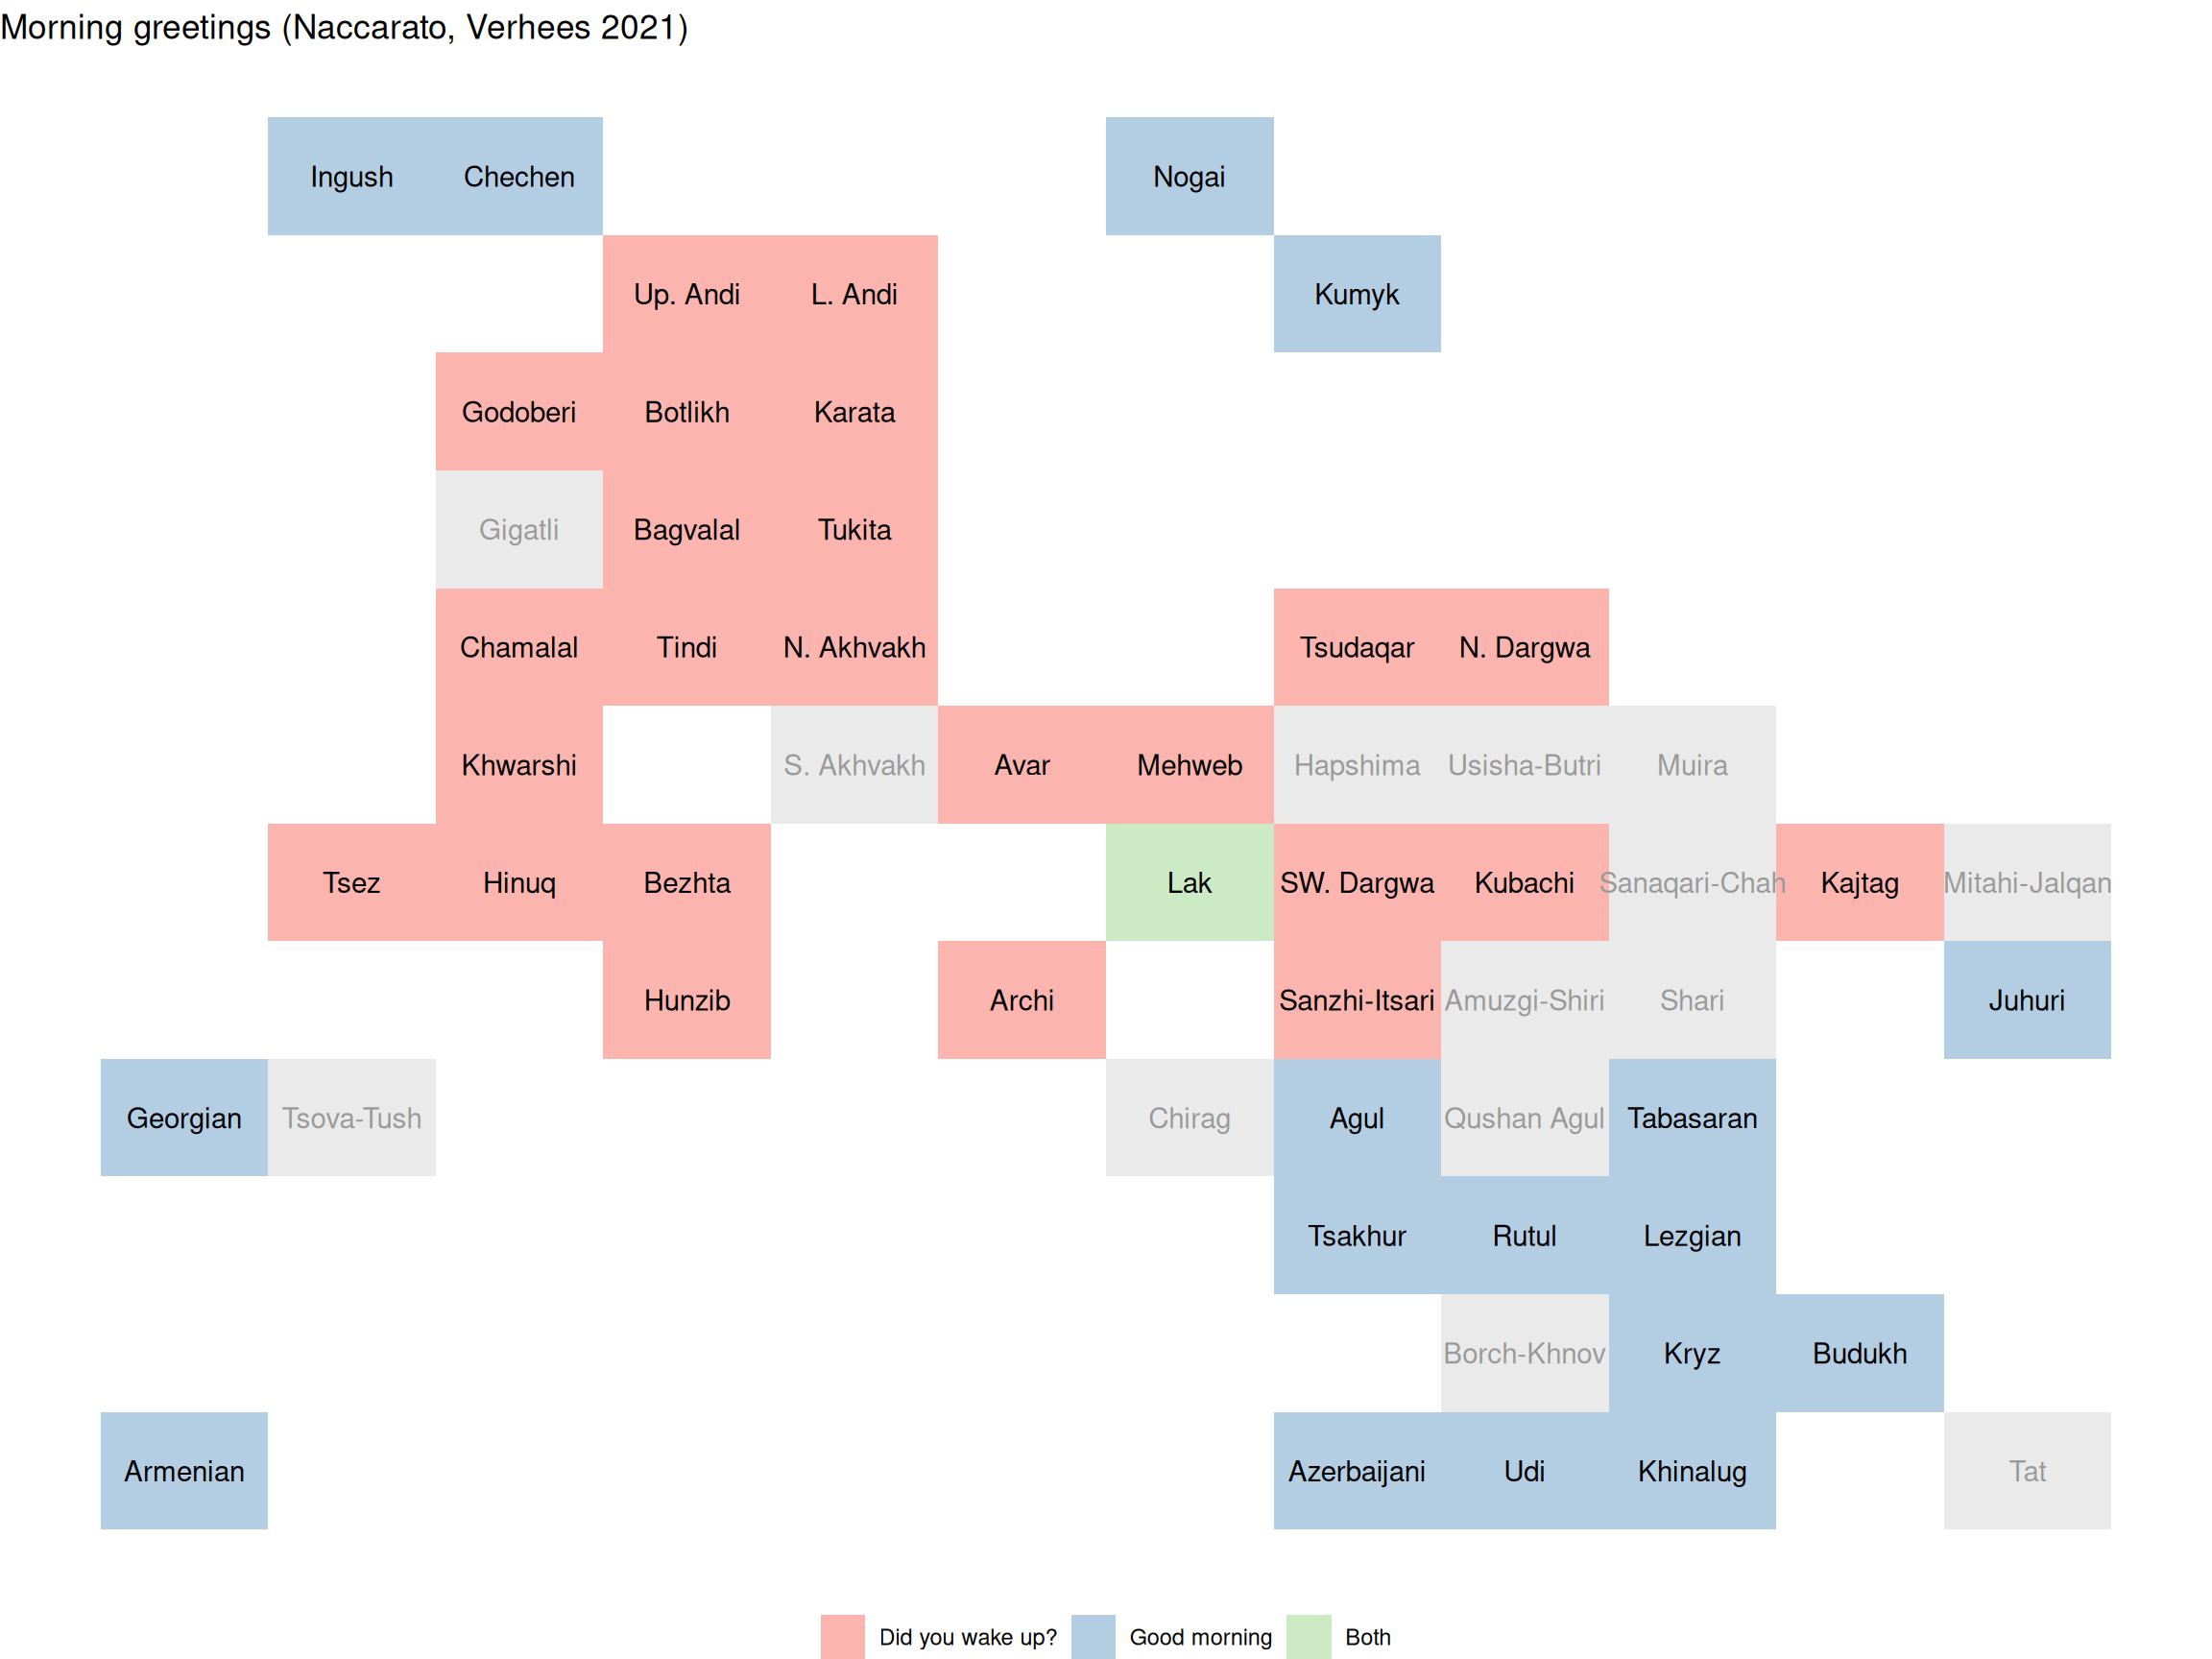 Morning greetings (Naccarato, Verhees 2021)
Ingush Chechen Nogai
Up. Andi L. Andi Kumyk
Godoberi Botlikh Karata
Gigatli Bagvalal Tukita
Chamalal Tindi N. Akhvakh Tsudaqar N. Dargwa
Khwarshi S. Akhvakh Avar Mehweb Hapshima Usisha-Butri Muira
Tsez Hinuq Bezhta Lak SW. Dargwa Kubachi Sanaqari-Chah Kajtag Mitahi-Jalqan
Hunzib Archi Sanzhi-Itsari Amuzgi-Shiri Shari Juhuri
Georgian Tsova-Tush Chirag Agul Qushan Agul Tabasaran
Tsakhur Rutul Lezgian
Borch-Khnov Kryz Budukh
Armenian Azerbaijani Udi Khinalug Tat
Did you wake up? Good morning Both